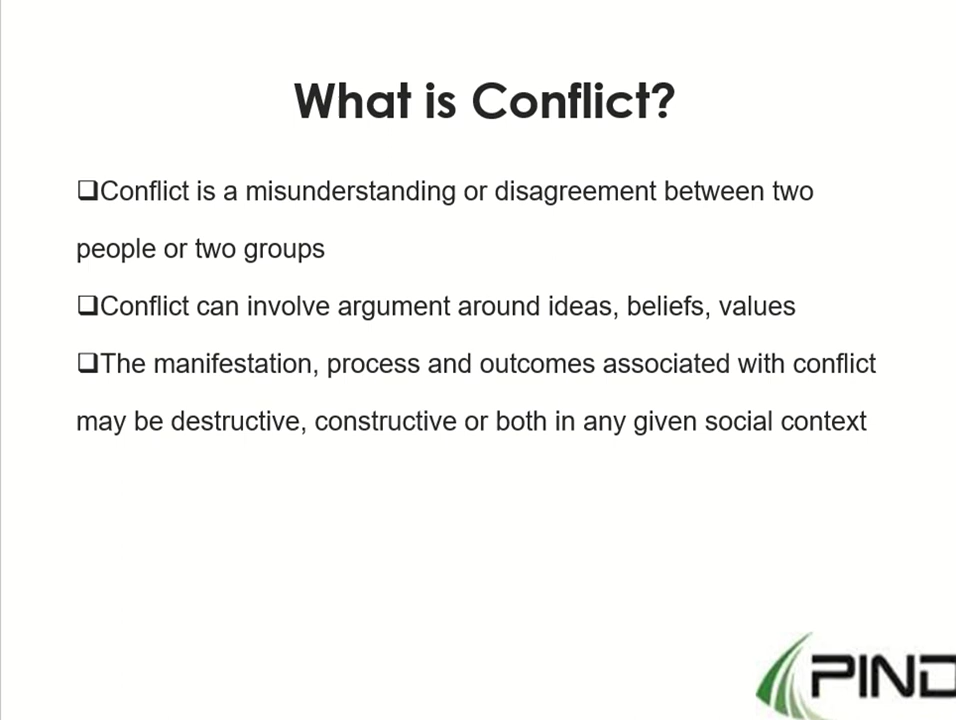 What is Conflict?
❑Conflict is a misunderstanding or disagreement between two
people or two groups
❑Conflict can involve argument around ideas, beliefs, values
❑The manifestation, process and outcomes associated with conflict
may be destructive, constructive or both in any given social context
PIND